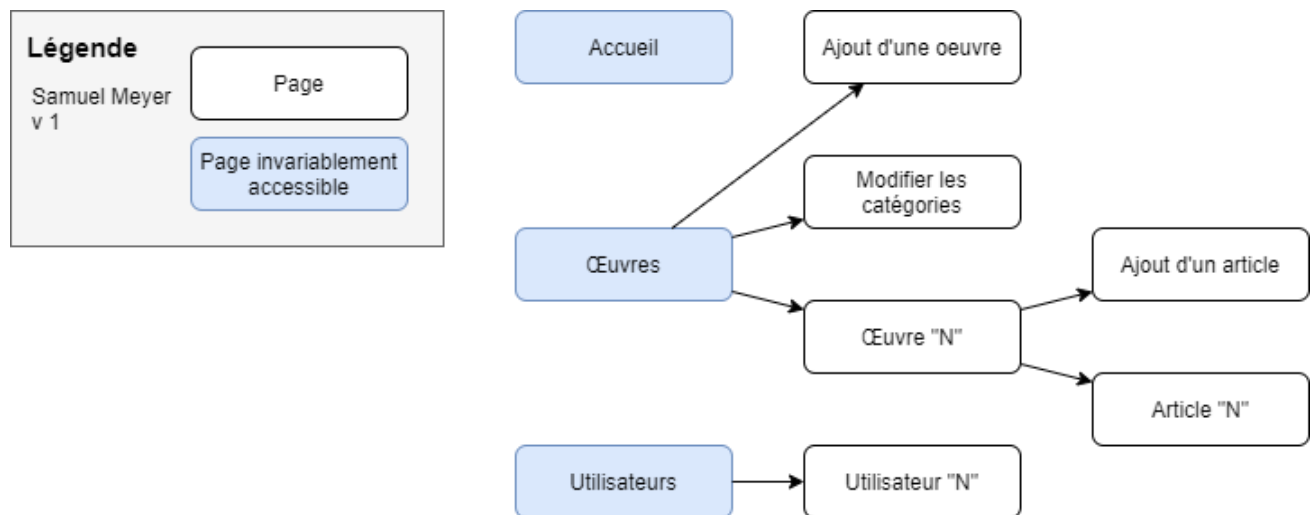 Légende
Samuel Meyer
v 1
Page
Page invariablement
accessible
Accueil
Ajout d'une oeuvre
Modifier les
catégories
Œuvres
Ajout d'un article
Œuvre "N"
Article "N"
Utilisateurs
Utilisateur "N"